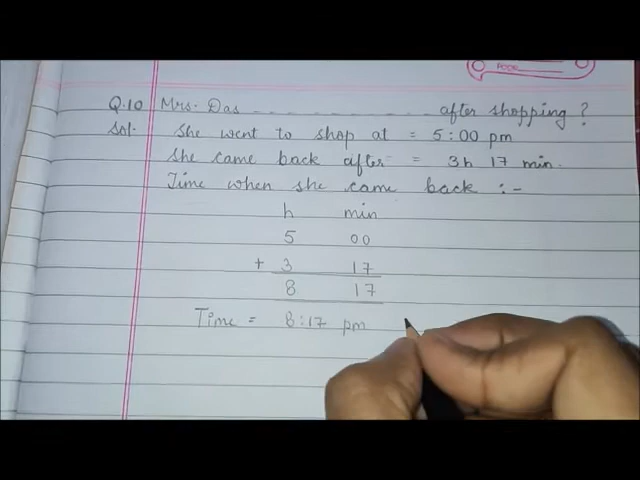 PAGE
Q.10 Mrs. Das _ _ _ _ _ _ _ _ _ _ after shopping ?
Sol. She went to shop at = 5:00 pm
She came back after = 3h 17 min.
Time when she came back :-
h min
5 00
+ 3 17
8 17
Time = 8:17 pm